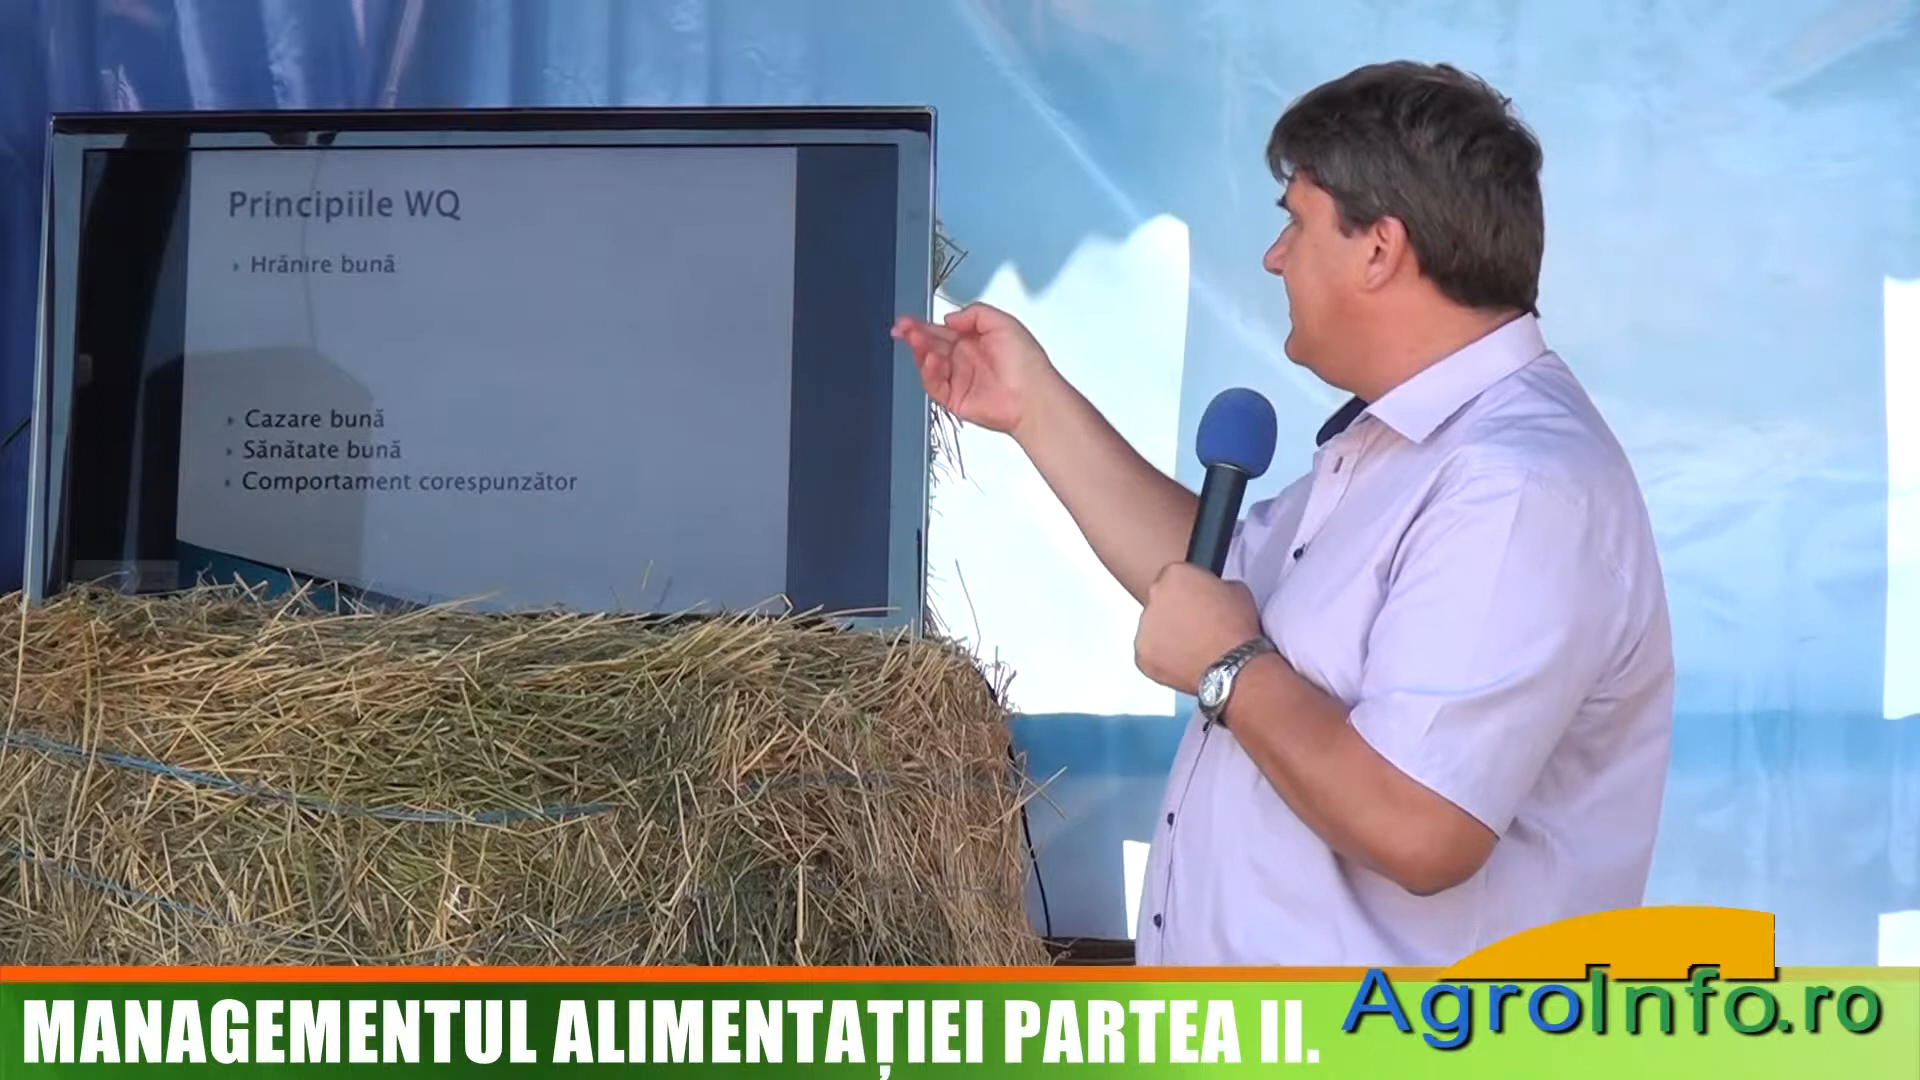 Principiile WQ
Hrănire bună
Cazare bună
Sănătate bună
Comportament corespunzător
MANAGEMENTUL ALIMENTAȚIEI PARTEA II.
AgroInfo.ro